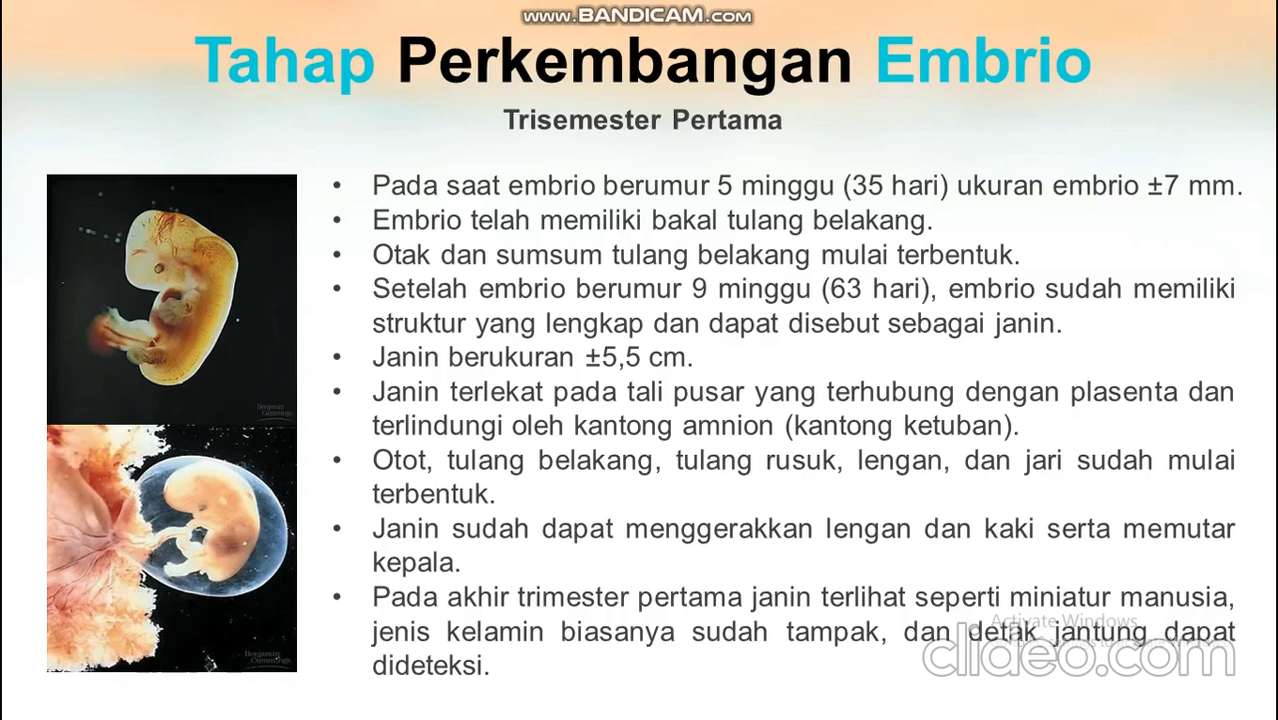 www.BANDICAM.com
Tahap Perkembangan Embrio
Trisemester Pertama
• Pada saat embrio berumur 5 minggu (35 hari) ukuran embrio ±7 mm.
• Embrio telah memiliki bakal tulang belakang.
• Otak dan sumsum tulang belakang mulai terbentuk.
• Setelah embrio berumur 9 minggu (63 hari), embrio sudah memiliki
struktur yang lengkap dan dapat disebut sebagai janin.
• Janin berukuran ±5,5 cm.
• Janin terlekat pada tali pusar yang terhubung dengan plasenta dan
terlindungi oleh kantong amnion (kantong ketuban).
• Otot, tulang belakang, tulang rusuk, lengan, dan jari sudah mulai
terbentuk.
• Janin sudah dapat menggerakkan lengan dan kaki serta memutar
kepala.
• Pada akhir trimester pertama janin terlihat seperti miniatur manusia,
jenis kelamin biasanya sudah tampak, dan detak jantung dapat
dideteksi.
Benjamin
Cummings
Benjamin
Cummings
Activate Windows
clideo.com